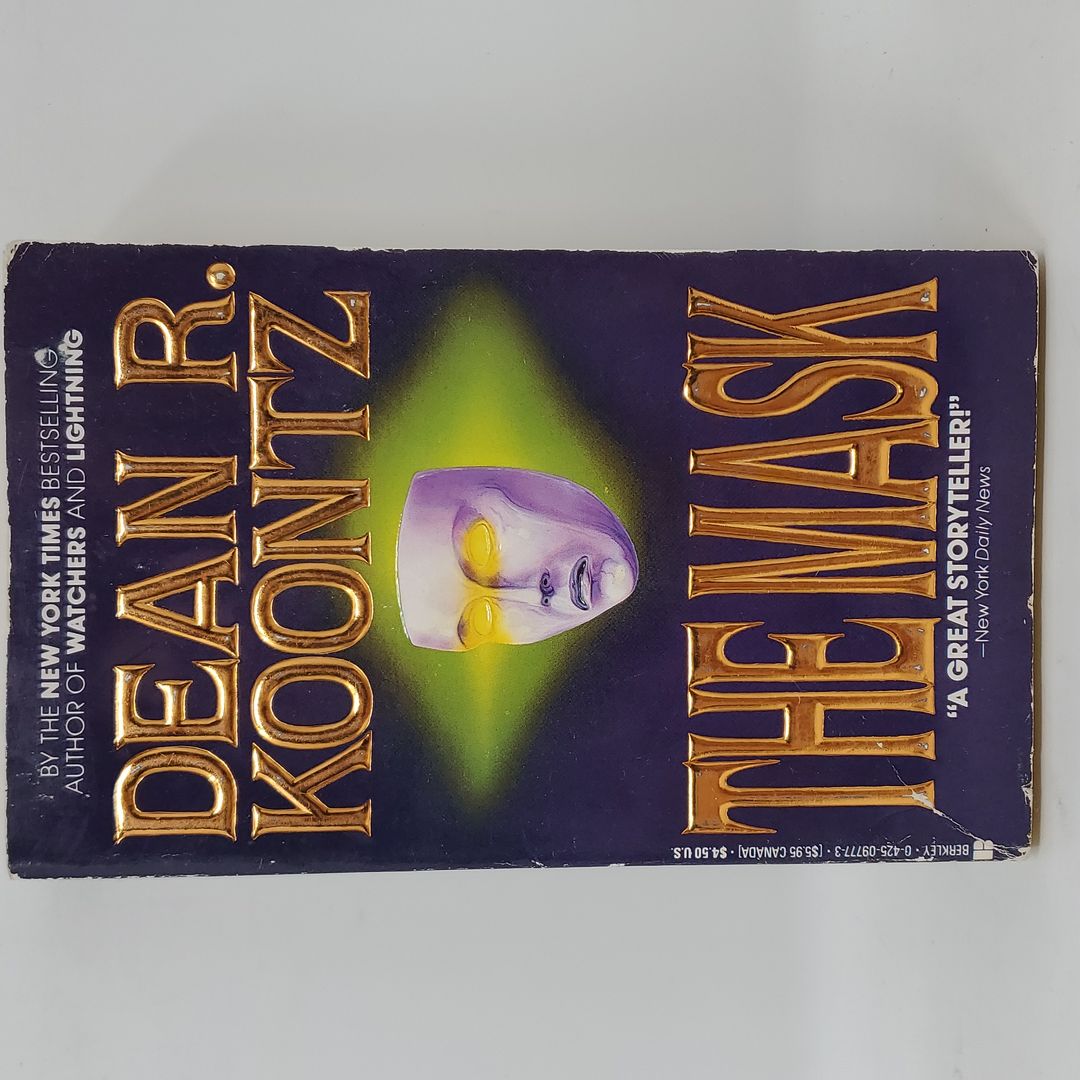 BY THE NEW YORK TIMES BESTSELLING
AUTHOR OF WATCHERS AND LIGHTNING
DEAN R.
KOONTZ
THE MASK
"A GREAT STORYTELLER!"
—New York Daily News
BERKLEY • 0-425-09777-3 • [$5.95 CANADA] • $4.50 U.S.